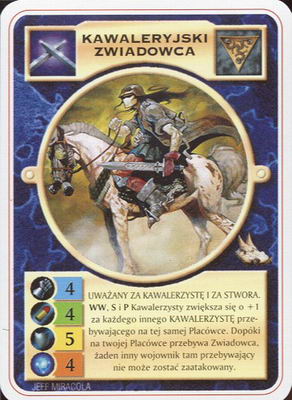 KAWALERYJSKI
ZWIADOWCA
4
4
5
4
UWAŻANY ZA KAWALERZYSTĘ I ZA STWORA.
WW, S i P Kawalerzysty zwiększa się o +1
za każdego innego KAWALERZYSTĘ prze-
bywającego na tej samej Placówce. Dopóki
na twojej Placówce przebywa Zwiadowca,
żaden inny wojownik tam przebywający
nie może zostać zaatakowany.
JEFF MIRACOLA